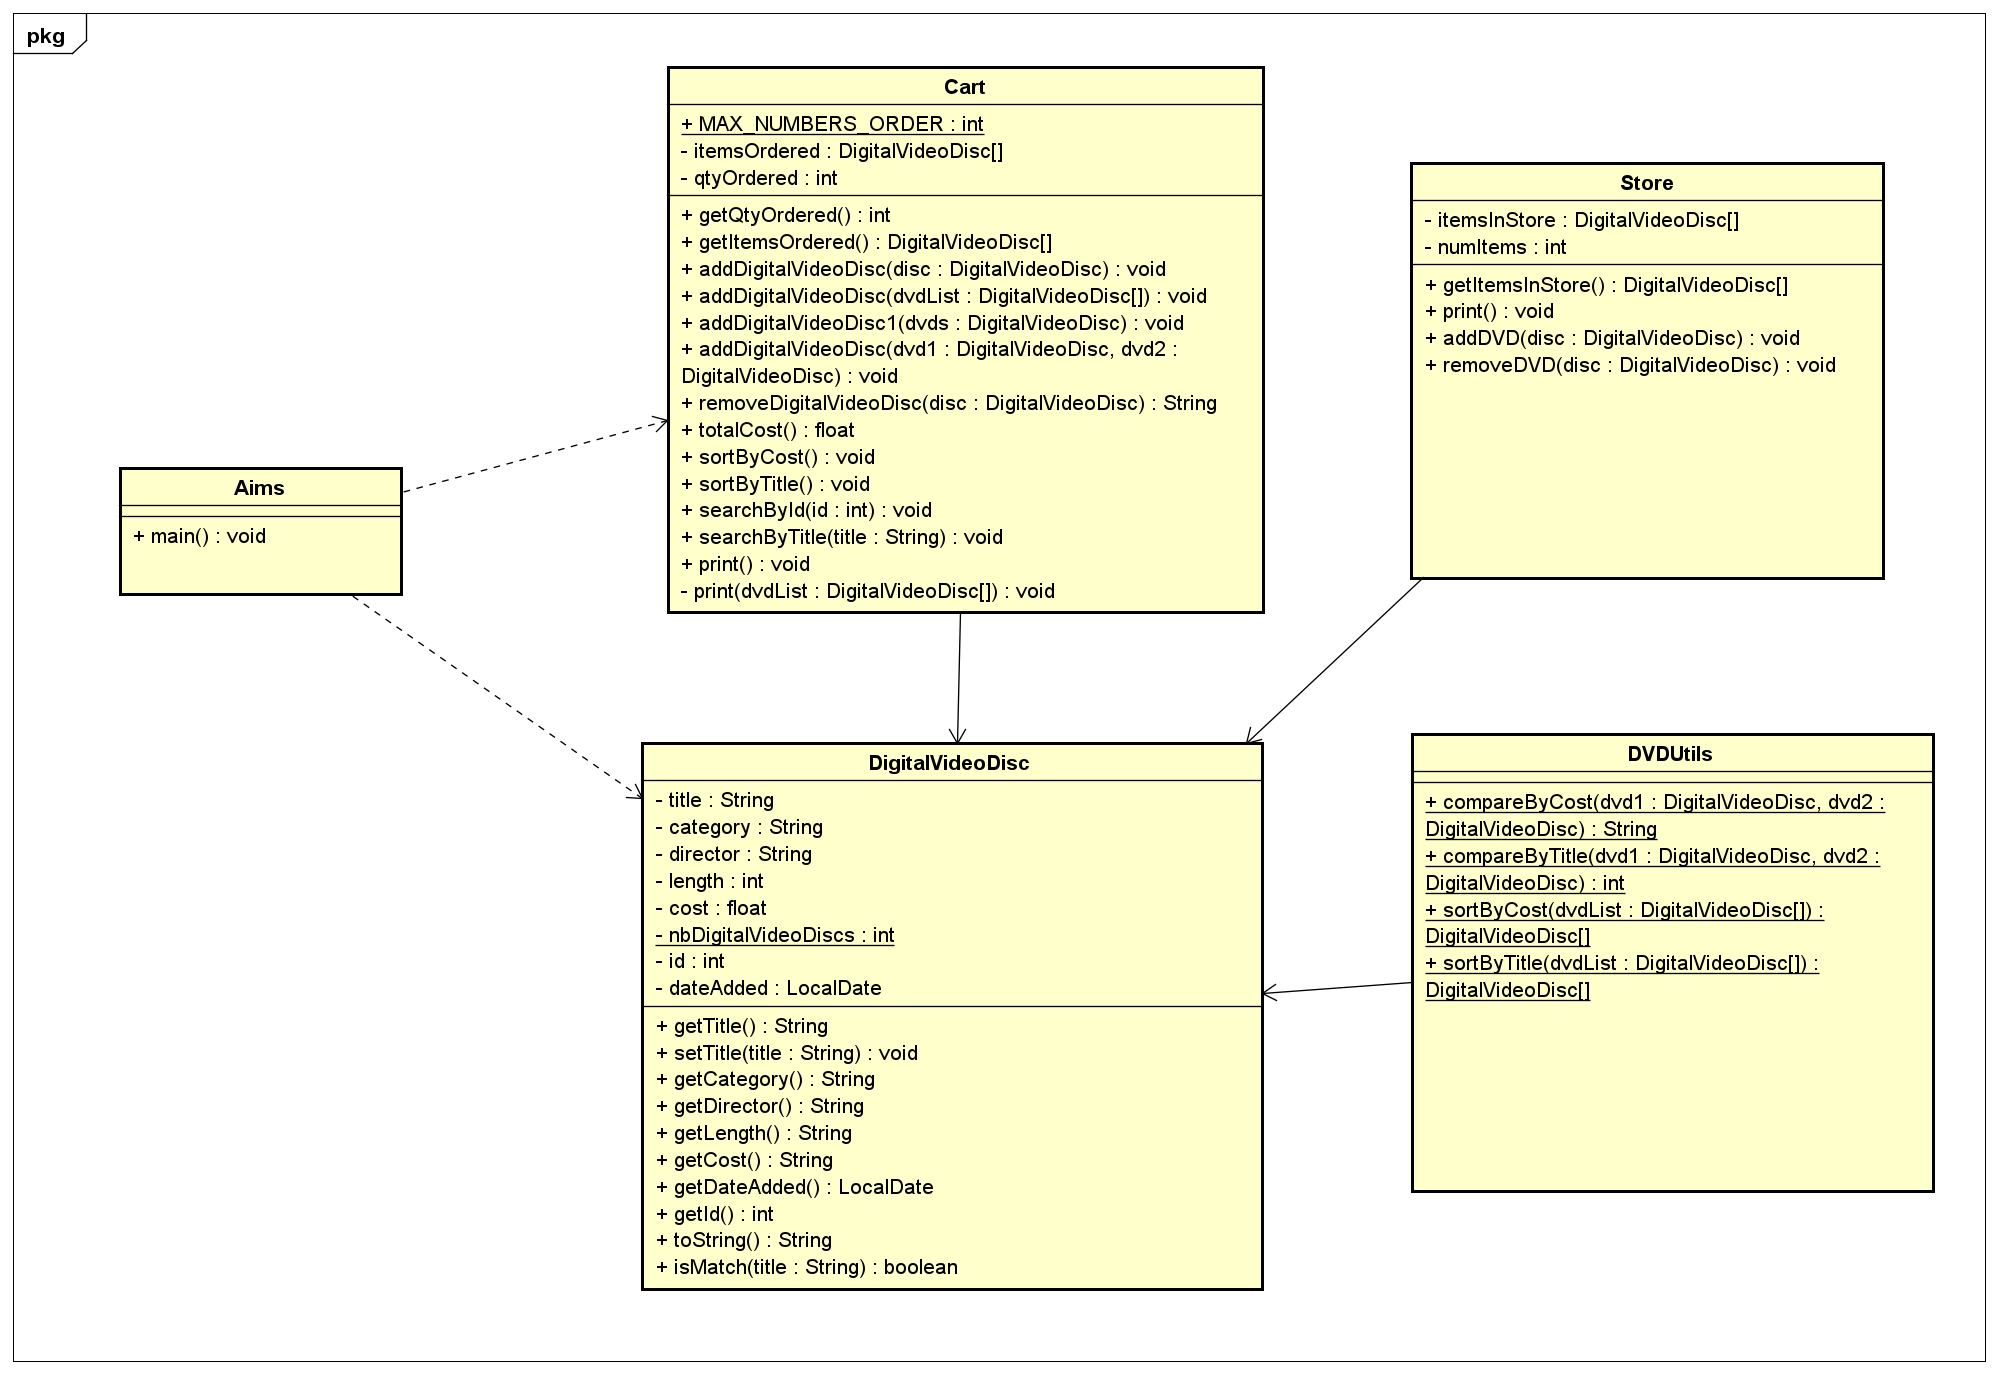 pkg
Cart
+ MAX_NUMBERS_ORDER : int
- itemsOrdered : DigitalVideoDisc[]
- qtyOrdered : int
+ getQtyOrdered() : int
+ getItemsOrdered() : DigitalVideoDisc[]
+ addDigitalVideoDisc(disc : DigitalVideoDisc) : void
+ addDigitalVideoDisc(dvdList : DigitalVideoDisc[]) : void
+ addDigitalVideoDisc1(dvds : DigitalVideoDisc) : void
+ addDigitalVideoDisc(dvd1 : DigitalVideoDisc, dvd2 :
DigitalVideoDisc) : void
+ removeDigitalVideoDisc(disc : DigitalVideoDisc) : String
+ totalCost() : float
+ sortByCost() : void
+ sortByTitle() : void
+ searchById(id : int) : void
+ searchByTitle(title : String) : void
+ print() : void
- print(dvdList : DigitalVideoDisc[]) : void
Store
- itemsInStore : DigitalVideoDisc[]
- numItems : int
+ getItemsInStore() : DigitalVideoDisc[]
+ print() : void
+ addDVD(disc : DigitalVideoDisc) : void
+ removeDVD(disc : DigitalVideoDisc) : void
Aims
+ main() : void
DigitalVideoDisc
- title : String
- category : String
- director : String
- length : int
- cost : float
- nbDigitalVideoDiscs : int
- id : int
- dateAdded : LocalDate
+ getTitle() : String
+ setTitle(title : String) : void
+ getCategory() : String
+ getDirector() : String
+ getLength() : String
+ getCost() : String
+ getDateAdded() : LocalDate
+ getId() : int
+ toString() : String
+ isMatch(title : String) : boolean
DVDUtils
+ compareByCost(dvd1 : DigitalVideoDisc, dvd2 :
DigitalVideoDisc) : String
+ compareByTitle(dvd1 : DigitalVideoDisc, dvd2 :
DigitalVideoDisc) : int
+ sortByCost(dvdList : DigitalVideoDisc[]) :
DigitalVideoDisc[]
+ sortByTitle(dvdList : DigitalVideoDisc[]) :
DigitalVideoDisc[]